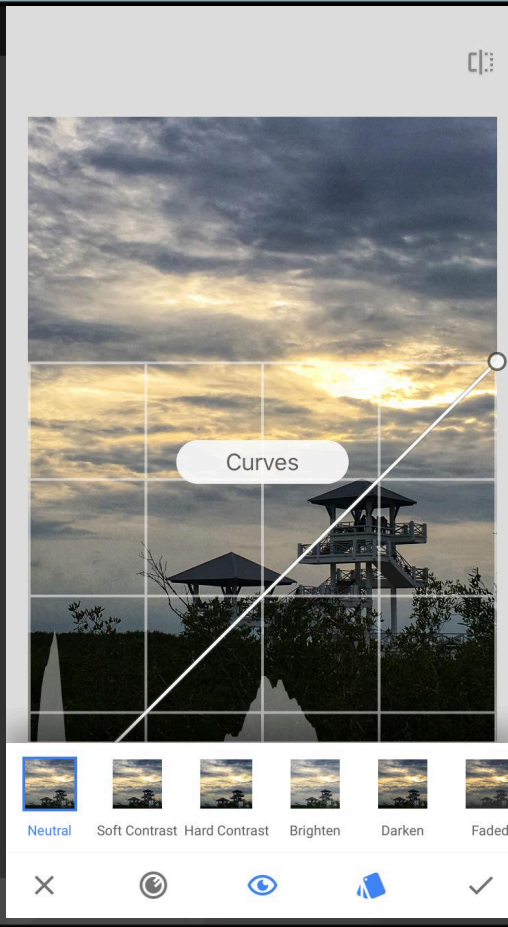 Curves
Neutral
Soft Contrast
Hard Contrast
Brighten
Darken
Faded